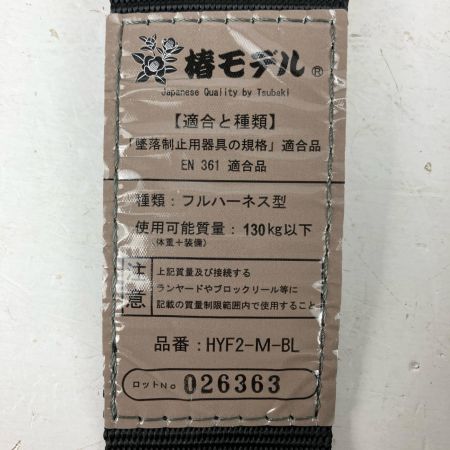 椿モデル®
Japanese Quality by Tsubaki
【適合と種類】
「墜落制止用器具の規格」適合品
EN 361 適合品
種類：フルハーネス型
使用可能質量：130kg以下
（体重＋装備）
注意
上記質量及び接続する
ランヤードやブロックリール等に
記載の質量制限範囲内で使用すること
品番：HYF2-M-BL
ロットNo 026363